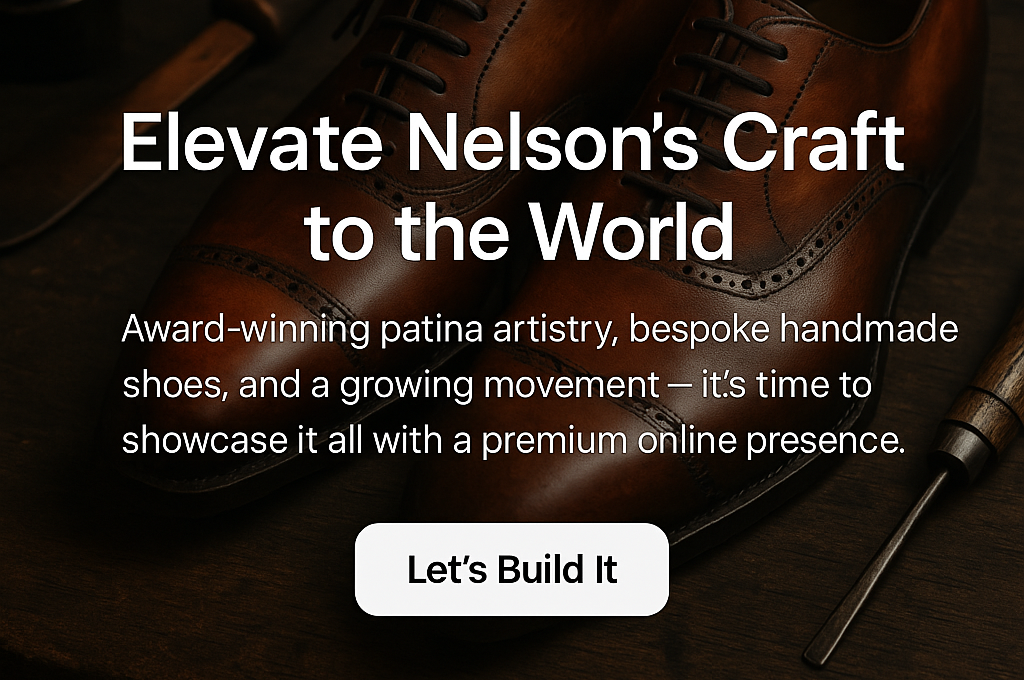 Elevate Nelson's Craft
to the World
Award-winning patina artistry, bespoke handmade
shoes, and a growing movement — it's time to
showcase it all with a premium online presence.
Let's Build It